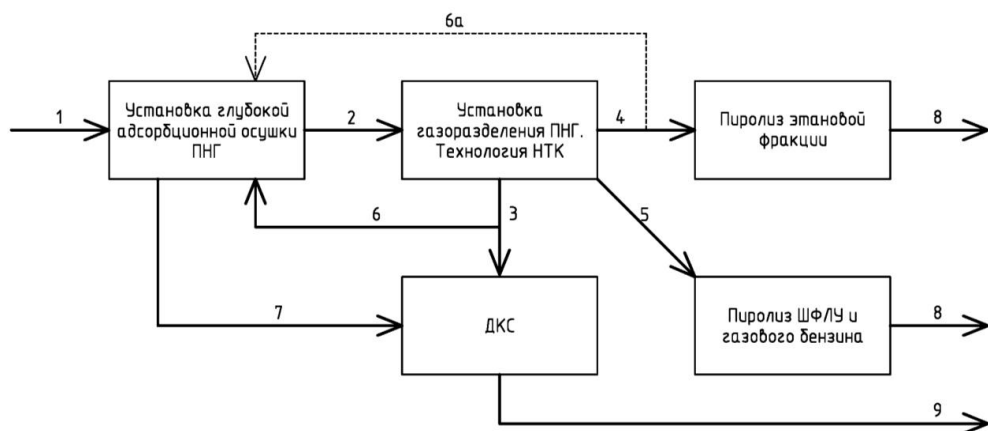 6а
1
Установка глубокой
адсорбционной осушки
ПНГ
2
Установка
газоразделения ПНГ.
Технология НТК
4
Пиролиз этановой
фракции
8
6
3
5
7
ДКС
Пиролиз ШФЛУ и
газового бензина
8
9